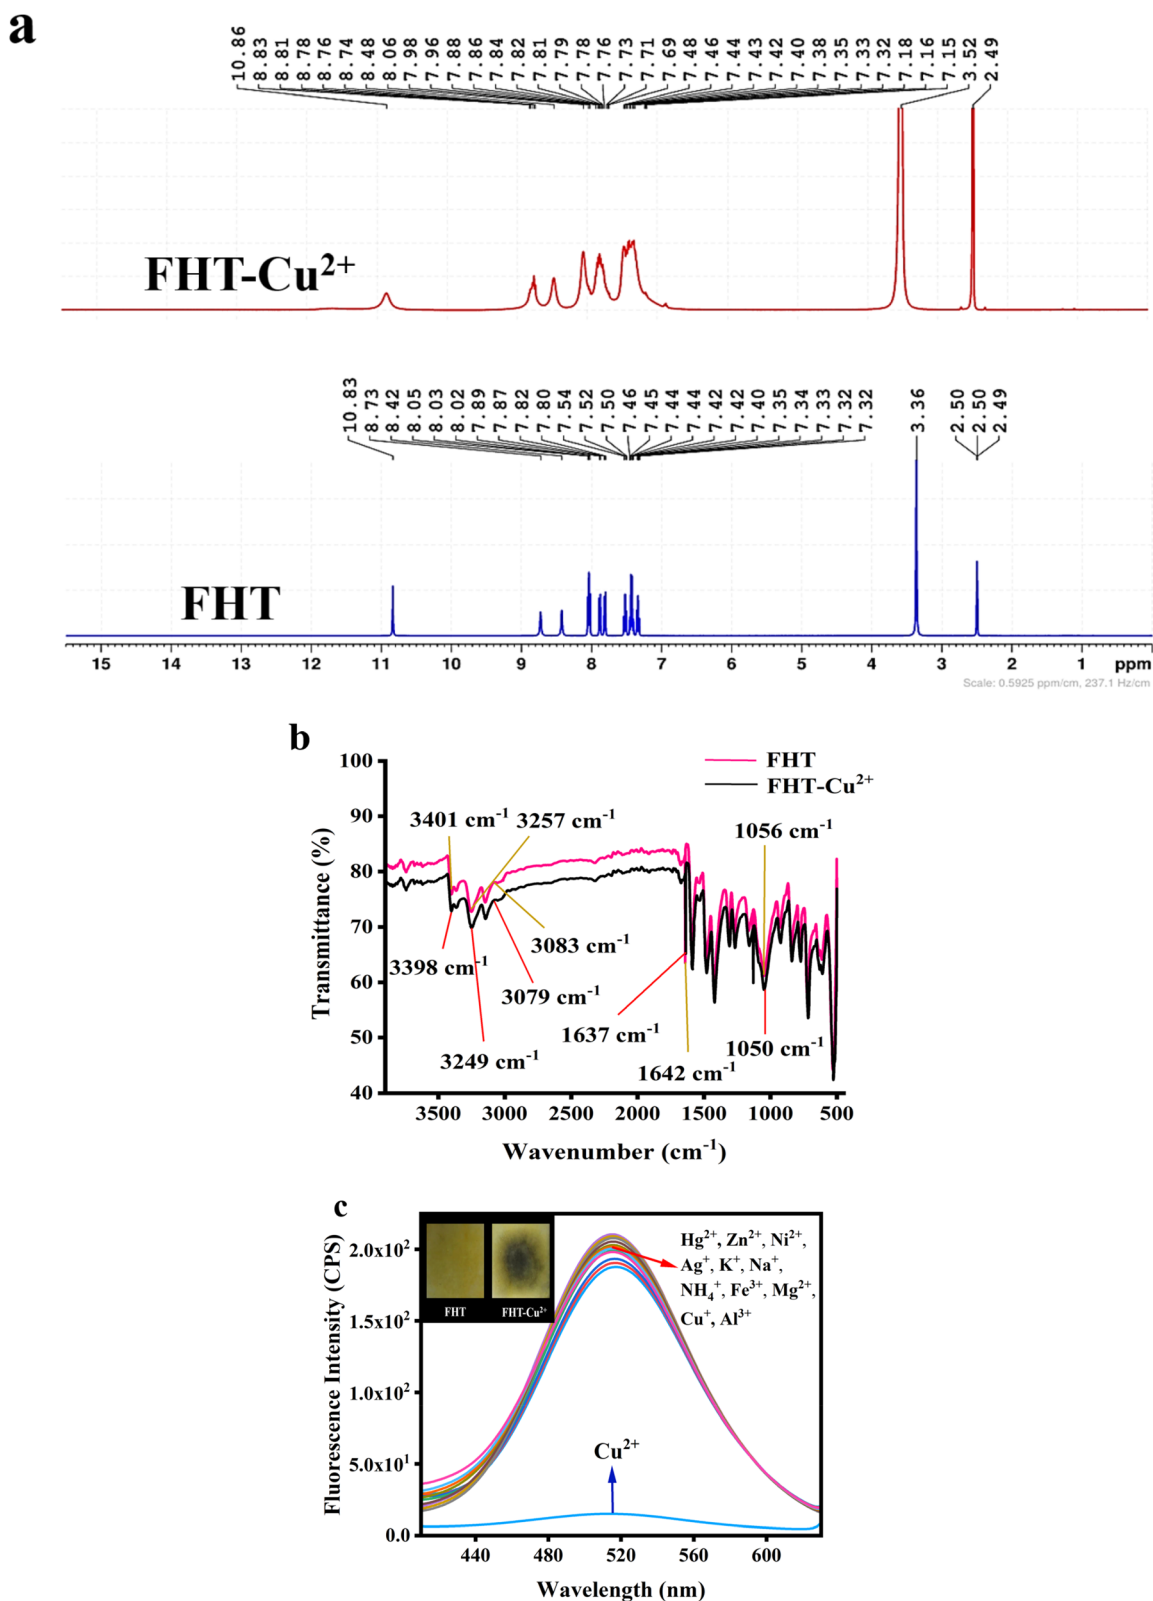 a
10.86 8.83 8.81 8.78 8.76 8.74 8.48 8.06 7.98 7.96 7.88 7.86 7.84 7.82 7.81 7.79 7.78 7.76 7.73 7.71 7.69 7.48 7.46 7.44 7.43 7.42 7.40 7.38 7.35 7.33 7.32 7.18 7.16 7.15 3.52 2.49
FHT-Cu²⁺
10.83 8.73 8.42 8.05 8.03 8.02 7.89 7.87 7.82 7.80 7.54 7.52 7.50 7.46 7.45 7.44 7.44 7.42 7.42 7.40 7.35 7.34 7.33 7.32 7.32 3.36 2.50 2.50 2.49
FHT
15 14 13 12 11 10 9 8 7 6 5 4 3 2 1 ppm
Scale: 0.5925 ppm/cm, 237.1 Hz/cm
b
FHT
FHT-Cu²⁺
100
90
80
70
60
50
40
Transmittance (%)
3401 cm⁻¹
3257 cm⁻¹
1056 cm⁻¹
3083 cm⁻¹
3398 cm⁻¹
3079 cm⁻¹
1637 cm⁻¹
1050 cm⁻¹
3249 cm⁻¹
1642 cm⁻¹
3500 3000 2500 2000 1500 1000 500
Wavenumber (cm⁻¹)
c
FHT
FHT-Cu²⁺
Hg²⁺, Zn²⁺, Ni²⁺,
Ag⁺, K⁺, Na⁺,
NH₄⁺, Fe³⁺, Mg²⁺,
Cu⁺, Al³⁺
2.0x10²
1.5x10²
1.0x10²
5.0x10¹
0.0
Fluorescence Intensity (CPS)
Cu²⁺
440 480 520 560 600
Wavelength (nm)